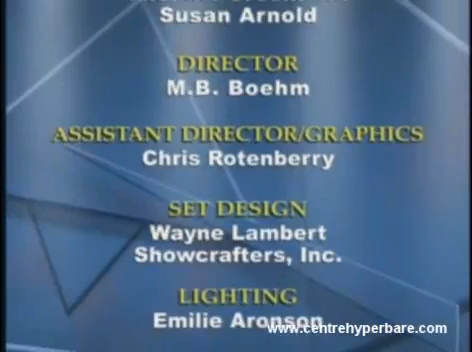 Susan Arnold
DIRECTOR
M.B. Boehm
ASSISTANT DIRECTOR/GRAPHICS
Chris Rotenberry
SET DESIGN
Wayne Lambert
Showcrafters, Inc.
LIGHTING
Emilie Aronson
www.centrehyperbare.com